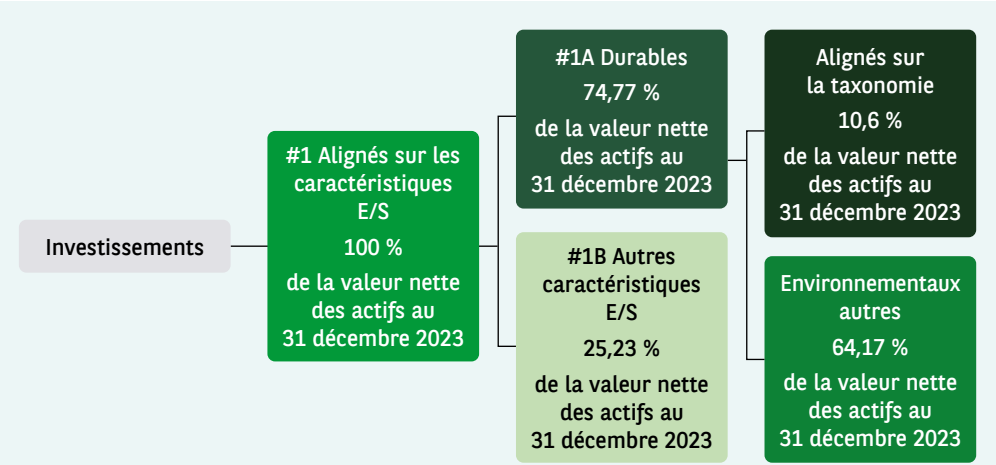 Investissements
#1 Alignés sur les
caractéristiques
E/S
100 %
de la valeur nette
des actifs au
31 décembre 2023
#1A Durables
74,77 %
de la valeur nette
des actifs au
31 décembre 2023
#1B Autres
caractéristiques
E/S
25,23 %
de la valeur nette
des actifs au
31 décembre 2023
Alignés sur
la taxonomie
10,6 %
de la valeur nette
des actifs au
31 décembre 2023
Environnementaux
autres
64,17 %
de la valeur nette
des actifs au
31 décembre 2023